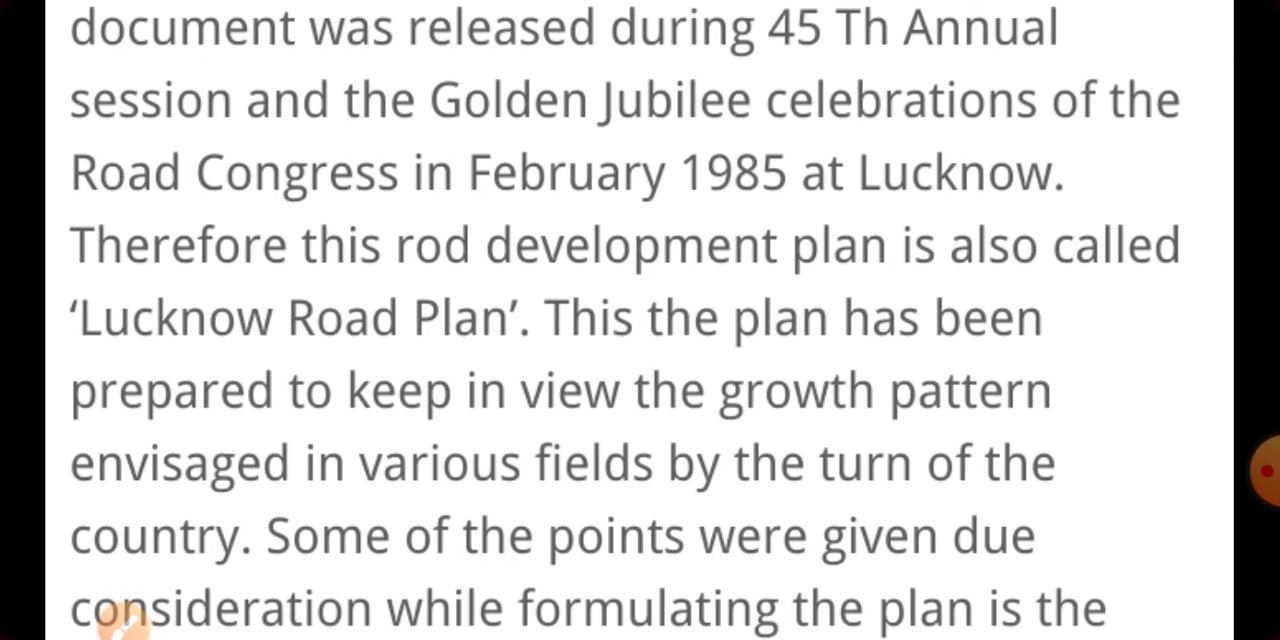 document was released during 45 Th Annual
session and the Golden Jubilee celebrations of the
Road Congress in February 1985 at Lucknow.
Therefore this rod development plan is also called
‘Lucknow Road Plan’. This the plan has been
prepared to keep in view the growth pattern
envisaged in various fields by the turn of the
country. Some of the points were given due
consideration while formulating the plan is the